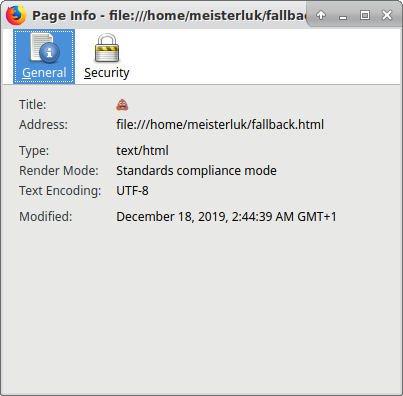 Page Info - file:///home/meisterluk/fallbac
General
Security
Title: 💩
Address: file:///home/meisterluk/fallback.html
Type: text/html
Render Mode: Standards compliance mode
Text Encoding: UTF-8
Modified: December 18, 2019, 2:44:39 AM GMT+1